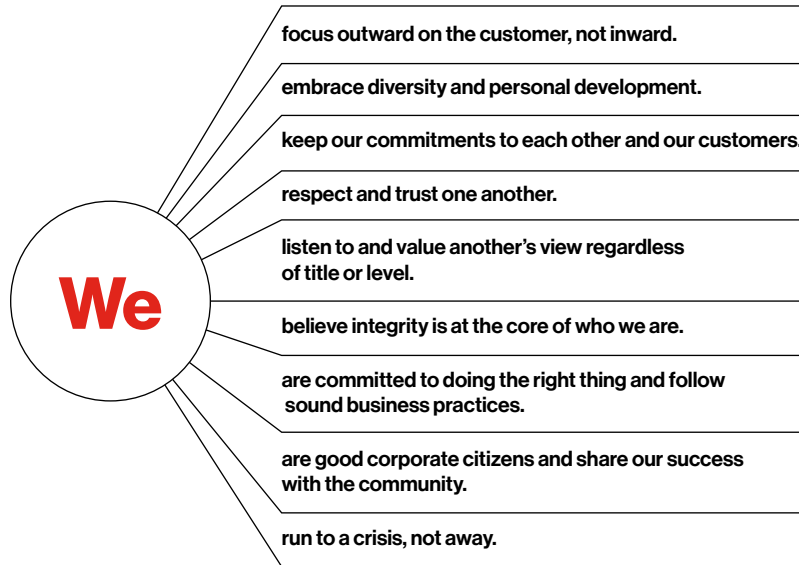 focus outward on the customer, not inward.
embrace diversity and personal development.
keep our commitments to each other and our customers.
respect and trust one another.
We
listen to and value another’s view regardless
of title or level.
believe integrity is at the core of who we are.
are committed to doing the right thing and follow
sound business practices.
are good corporate citizens and share our success
with the community.
run to a crisis, not away.